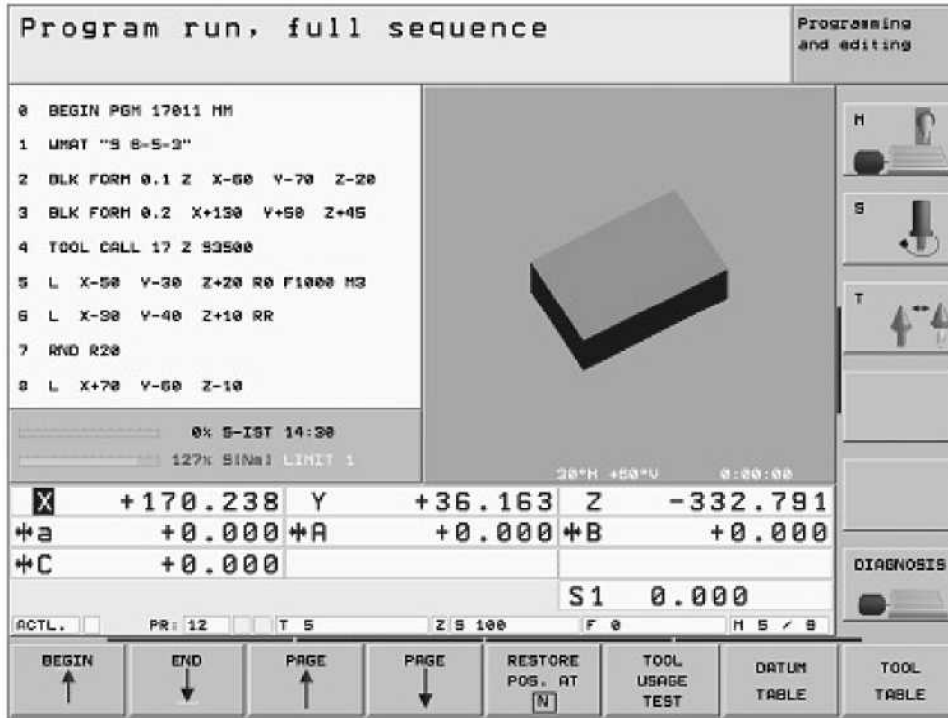 Program run, full sequence
Programming
and editing
0 BEGIN PGM 17011 MM
1 WMAT "S 6-5-3"
2 BLK FORM 0.1 Z X-60 Y-70 Z-20
3 BLK FORM 0.2 X+130 Y+50 Z+45
4 TOOL CALL 17 Z S3500
5 L X-50 Y-30 Z+20 R0 F1000 M3
6 L X-30 Y-40 Z+10 RR
7 RND R20
8 L X+70 Y-60 Z-10
0% S-IST 14:30
127% S[Nm] LIMIT 1
30°H +50°V 0:00:00
M
S
T
X +170.238 Y +36.163 Z -332.791
a +0.000 A +0.000 B +0.000
C +0.000
S1 0.000
DIAGNOSIS
ACTL. PR: 12 T 5 Z S 100 F 0 M 5 / 9
BEGIN
END
PAGE
PAGE
RESTORE
POS. AT
N
TOOL
USAGE
TEST
DATUM
TABLE
TOOL
TABLE